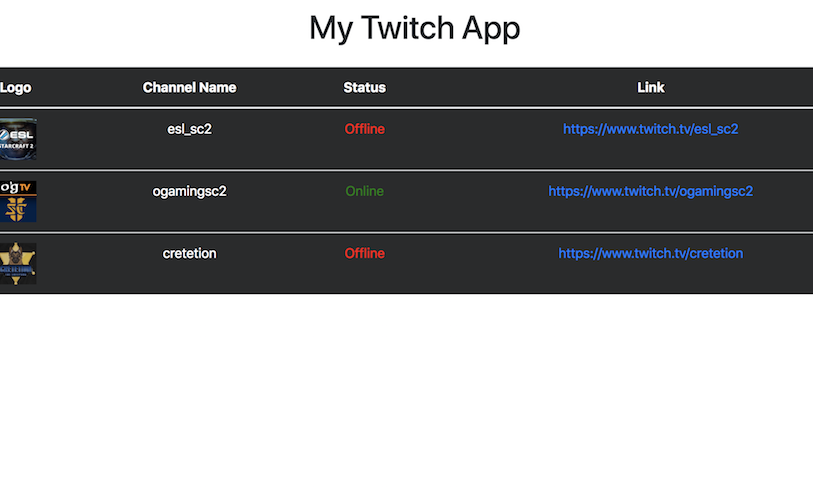 My Twitch App
Logo Channel Name Status Link
ESL
STARCRAFT 2
esl_sc2 Offline https://www.twitch.tv/esl_sc2
o'g TV
ogamingsc2 Online https://www.twitch.tv/ogamingsc2
cretetion Offline https://www.twitch.tv/cretetion